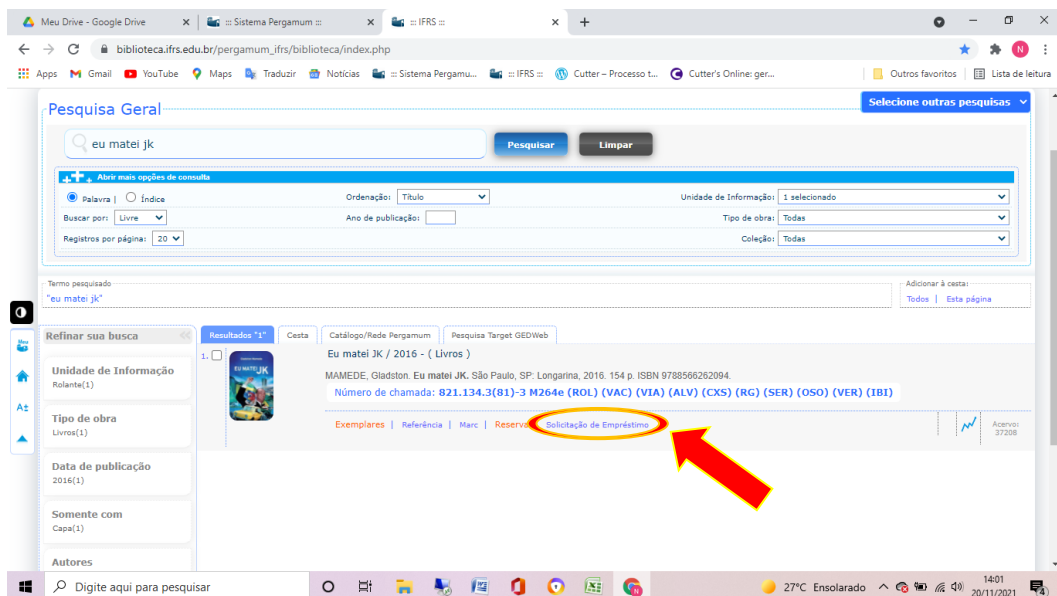 Meu Drive - Google Drive
::: Sistema Pergamum :::
::: IFRS :::
biblioteca.ifrs.edu.br/pergamum_ifrs/biblioteca/index.php
N
Apps
Gmail
YouTube
Maps
Traduzir
Notícias
::: Sistema Pergamu...
::: IFRS :::
Cutter – Processo t...
Cutter's Online: ger...
Outros favoritos
Lista de leitura
Pesquisa Geral
Selecione outras pesquisas
eu matei jk
Pesquisar
Limpar
Abrir mais opções de consulta
Palavra | Índice
Ordenação: Título
Unidade de Informação: 1 selecionado
Buscar por: Livre
Ano de publicação:
Tipo de obra: Todas
Registros por página: 20
Coleção: Todas
Termo pesquisado
"eu matei jk"
Adicionar à cesta:
Todos | Esta página
Refinar sua busca
Resultados "1"
Cesta
Catálogo/Rede Pergamum
Pesquisa Target GEDWeb
1.
EU MATEI JK
Eu matei JK / 2016 - ( Livros )
MAMEDE, Gladston. Eu matei JK. São Paulo, SP: Longarina, 2016. 154 p. ISBN 9788566262094.
Número de chamada: 821.134.3(81)-3 M264e (ROL) (VAC) (VIA) (ALV) (CXS) (RG) (SER) (OSO) (VER) (IBI)
Exemplares | Referência | Marc | Reserva
Solicitação de Empréstimo
Acervo:
37208
Unidade de Informação
Rolante(1)
Tipo de obra
Livros(1)
Data de publicação
2016(1)
Somente com
Capa(1)
Autores
Meu
A±
Digite aqui para pesquisar
27°C Ensolarado
14:01
20/11/2021
4